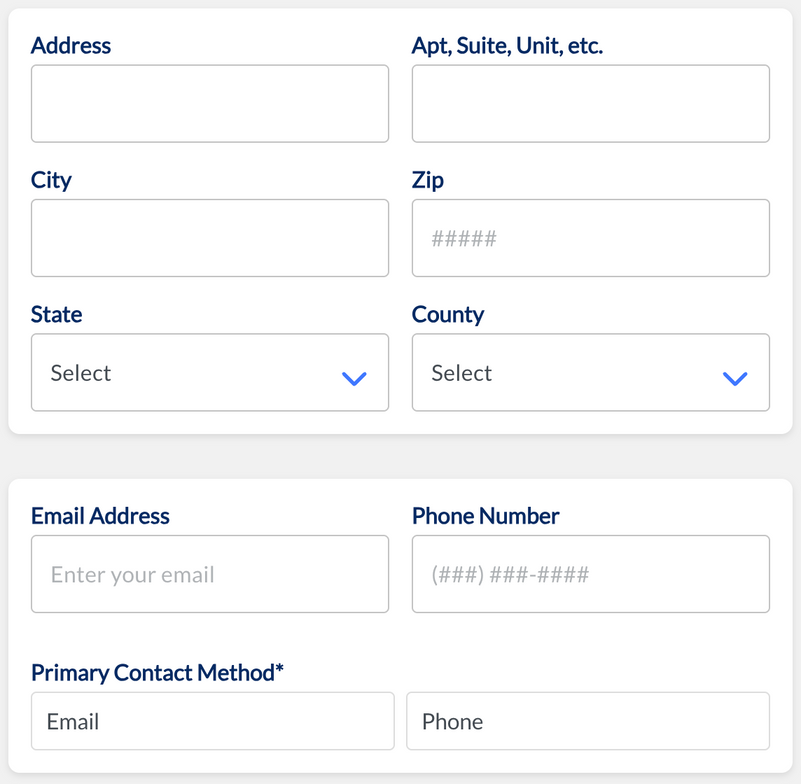 Address Apt, Suite, Unit, etc.
City Zip
#####
State County
Select Select
Email Address Phone Number
Enter your email (###) ###-####
Primary Contact Method*
Email Phone